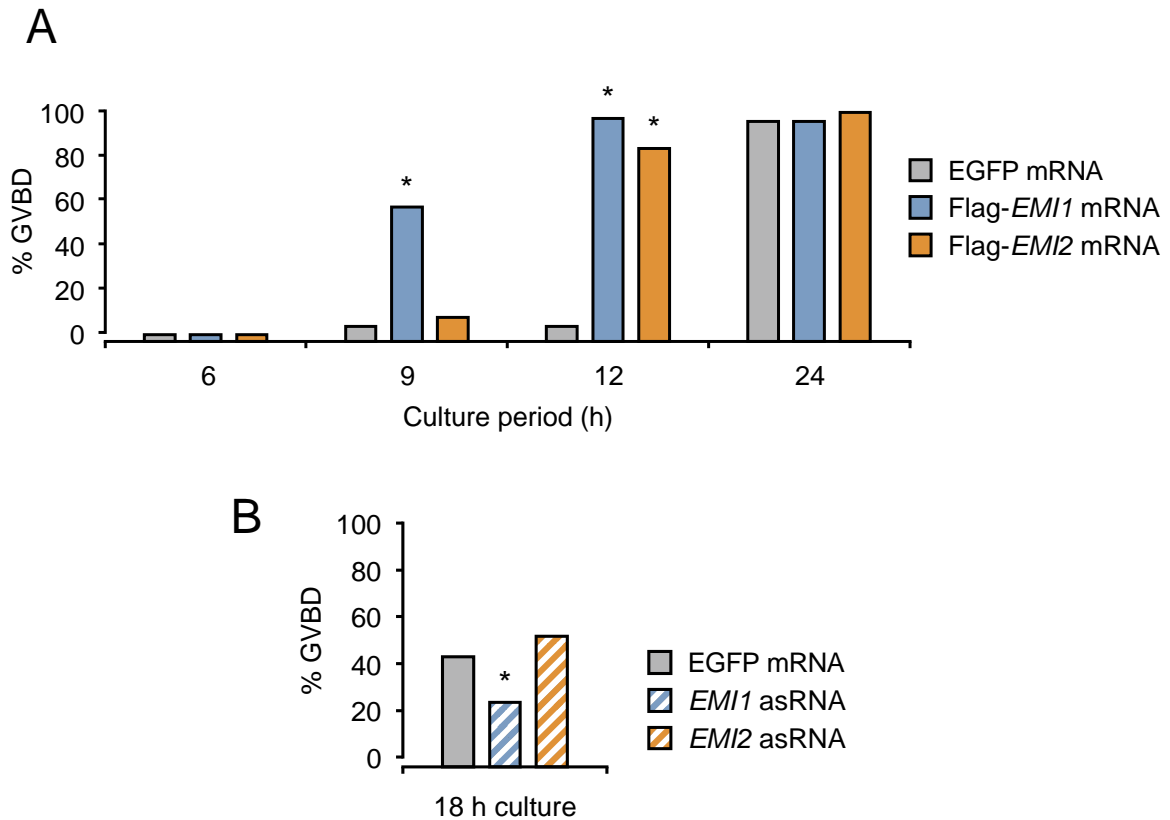 A
% GVBD
100
80
60
40
20
0
*
*
*
6
9
12
24
Culture period (h)
EGFP mRNA
Flag-EMI1 mRNA
Flag-EMI2 mRNA
B
% GVBD
100
80
60
40
20
0
*
18 h culture
EGFP mRNA
EMI1 asRNA
EMI2 asRNA